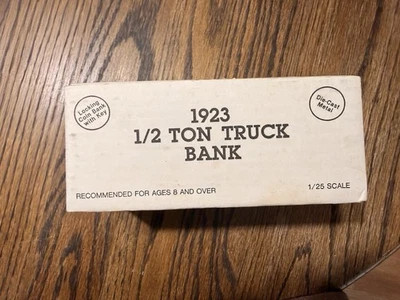 Locking
Coin Bank
with Key
Die-Cast
Metal
1923
1/2 TON TRUCK
BANK
RECOMMENDED FOR AGES 8 AND OVER
1/25 SCALE